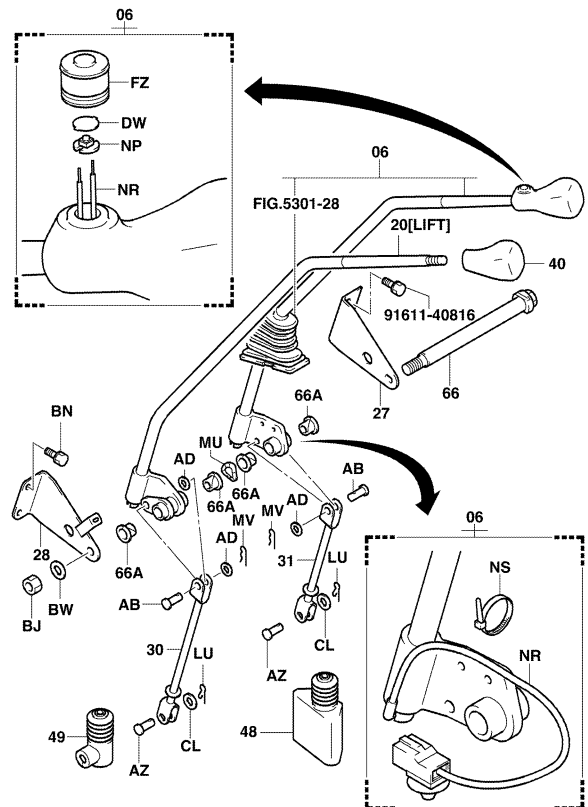 06
FZ
DW
NP
NR
06
FIG.5301-28
20[LIFT]
40
91611-40816
66
27
66A
BN
MU
AD
66A
66A
AB
AD
MV
MV
28
66A
AD
31
LU
06
NS
BJ
BW
AB
CL
30
LU
AZ
NR
49
48
CL
AZ